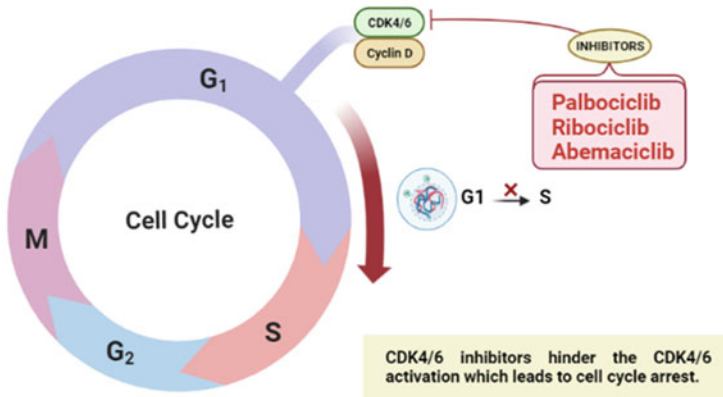 CDK4/6
Cyclin D
INHIBITORS
Palbociclib
Ribociclib
Abemaciclib
G₁
G1 → S
Cell Cycle
M
S
G₂
CDK4/6 inhibitors hinder the CDK4/6
activation which leads to cell cycle arrest.